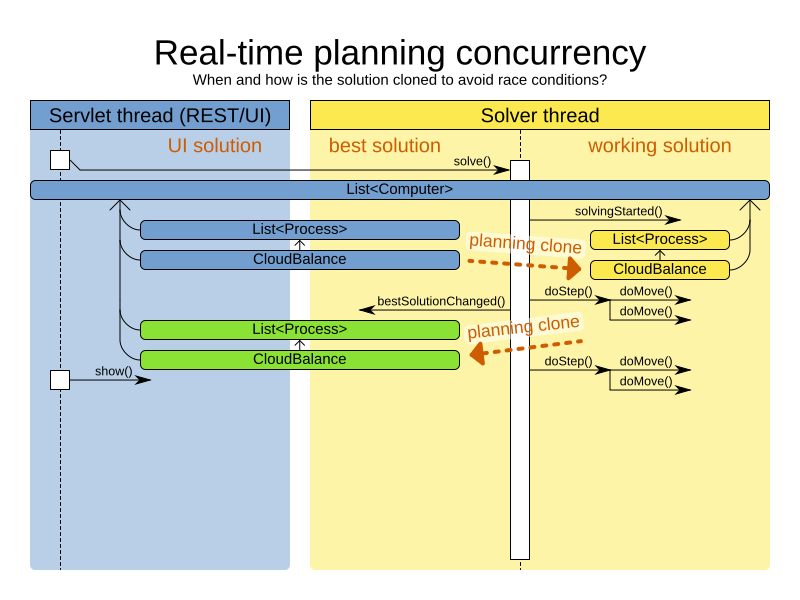 Real-time planning concurrency
When and how is the solution cloned to avoid race conditions?
Servlet thread (REST/UI)
Solver thread
UI solution
best solution
working solution
solve()
List<Computer>
solvingStarted()
List<Process>
planning clone
List<Process>
CloudBalance
CloudBalance
bestSolutionChanged()
doStep()
doMove()
doMove()
List<Process>
planning clone
CloudBalance
doStep()
doMove()
show()
doMove()